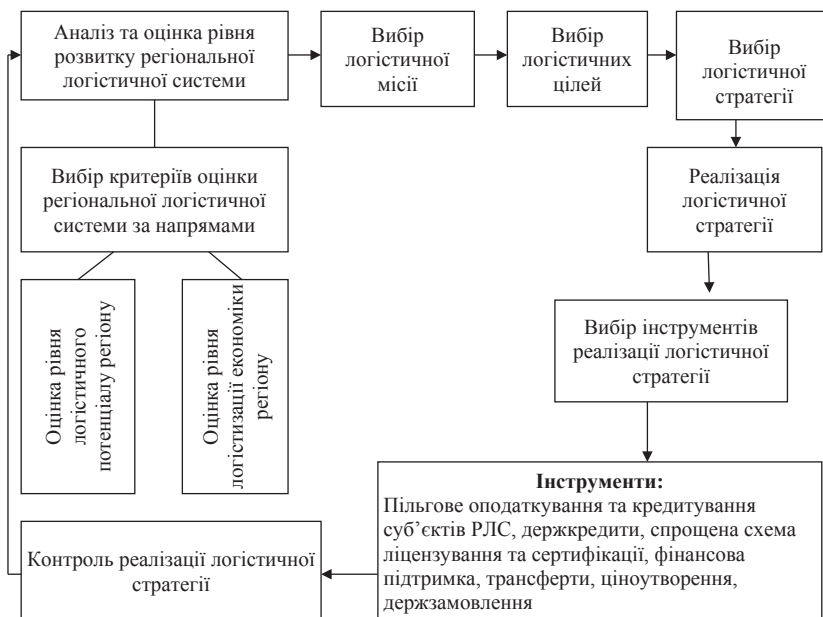 Аналіз та оцінка рівня
розвитку регіональної
логістичної системи
Вибір
логістичної
місії
Вибір
логістичних
цілей
Вибір
логістичної
стратегії
Вибір критеріїв оцінки
регіональної логістичної
системи за напрямами
Реалізація
логістичної
стратегії
Оцінка рівня
логістичного
потенціалу регіону
Оцінка рівня
логістизації економіки
регіону
Вибір інструментів
реалізації логістичної
стратегії
Інструменти:
Пільгове оподаткування та кредитування
суб’єктів РЛС, держкредити, спрощена схема
ліцензування та сертифікації, фінансова
підтримка, трансферти, ціноутворення,
держзамовлення
Контроль реалізації логістичної
стратегії